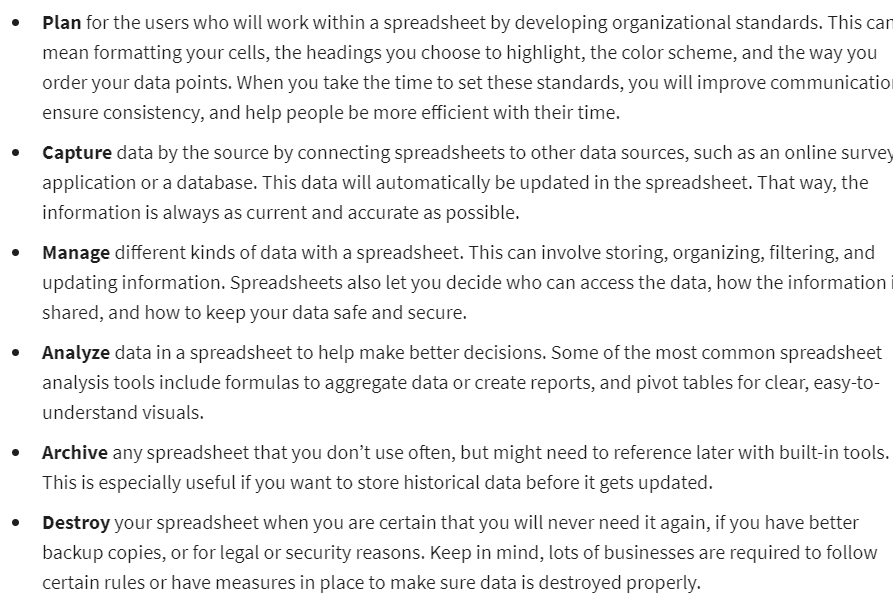 Plan for the users who will work within a spreadsheet by developing organizational standards. This can
mean formatting your cells, the headings you choose to highlight, the color scheme, and the way you
order your data points. When you take the time to set these standards, you will improve
ensure consistency, and help people be more efficient with their time.
Capture data by the source by connecting spreadsheets to other data sources, such as an online survey
application or a database. This data will automatically be updated in the spreadsheet. That way, the
information is always as current and accurate as possible.
Manage different kinds of data with a spreadsheet. This can involve storing, organizing, filtering, and
updating information. Spreadsheets also let you decide who can access the data, how the information
shared, and how to keep your data safe and secure.
Analyze data in a spreadsheet to help make better decisions. Some of the most common spreadsheet
analysis tools include formulas to aggregate data or create reports, and pivot tables for clear, easy-to-
understand visuals.
Archive any spreadsheet that you don’t use often, but might need to reference later with built-in tools.
This is especially useful if you want to store historical data before it gets updated.
Destroy your spreadsheet when you are certain that you will never need it again, if you have better
backup copies, or for legal or security reasons. Keep in mind, lots of businesses are required to follow
certain rules or have measures in place to make sure data is destroyed properly.